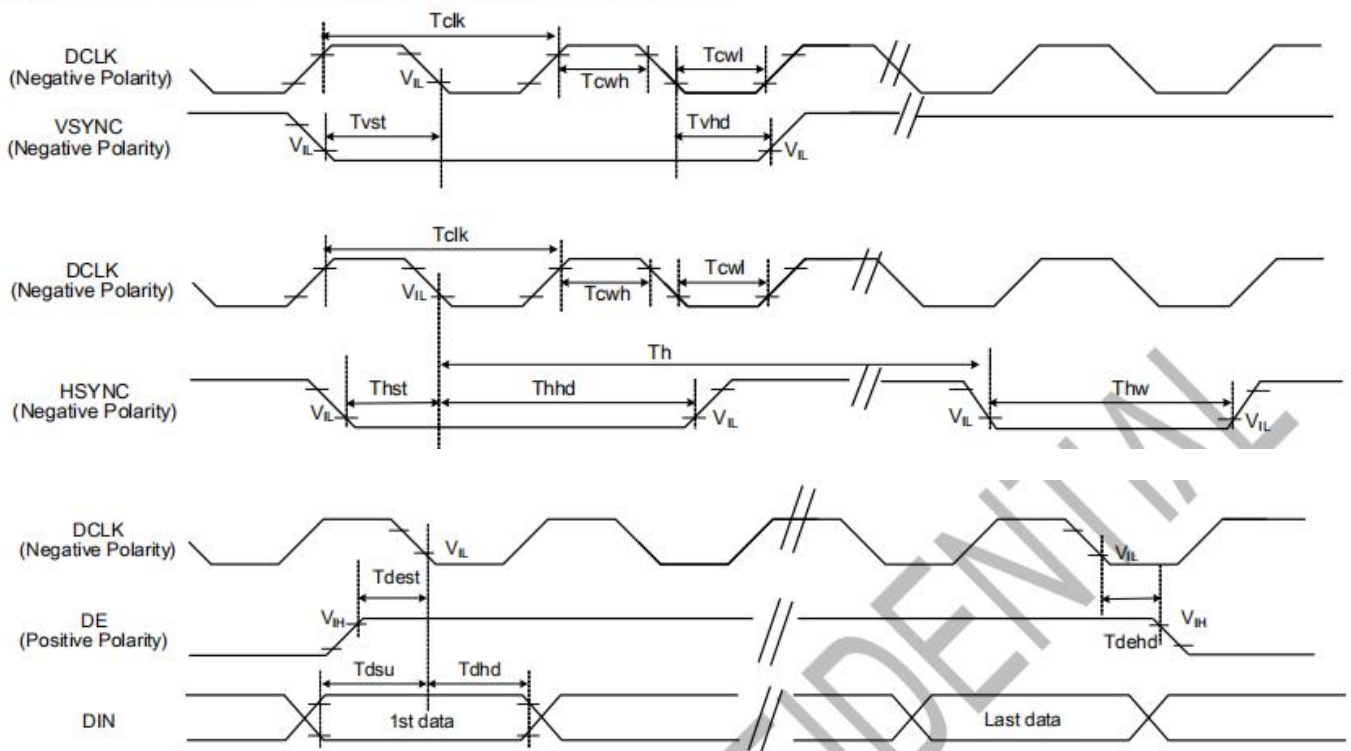 Tclk
DCLK
(Negative Polarity)
VIL
Tcwh
Tcwl
VSYNC
(Negative Polarity)
VIL
Tvst
Tvhd
VIL
Tclk
DCLK
(Negative Polarity)
VIL
Tcwh
Tcwl
Th
HSYNC
(Negative Polarity)
VIL
Thst
Thhd
VIL
VIL
Thw
VIL
DCLK
(Negative Polarity)
VIL
VIL
Tdest
DE
(Positive Polarity)
VIH
VIH
Tdehd
Tdsu
Tdhd
DIN
1st data
Last data
IDENTIAL